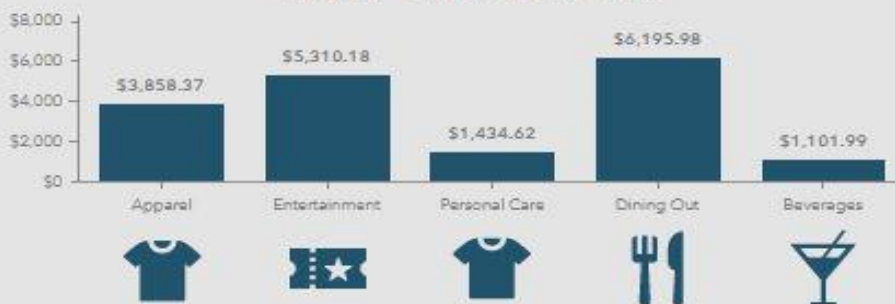 $8,000
$6,000
$4,000
$2,000
$0
$3,858.37
$5,310.18
$1,434.62
$6,195.98
$1,101.99
Apparel
Entertainment
Personal Care
Dining Out
Beverages